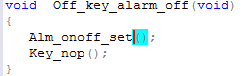 void  Off_key_alarm_off(void)
{
   Alm_onoff_set();
   Key_nop();
}